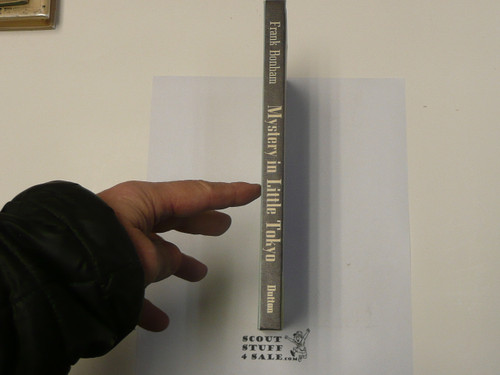 Frank Bonham
Mystery in Little Tokyo
Dutton
SCOUT
STUFF
4 SALE.com